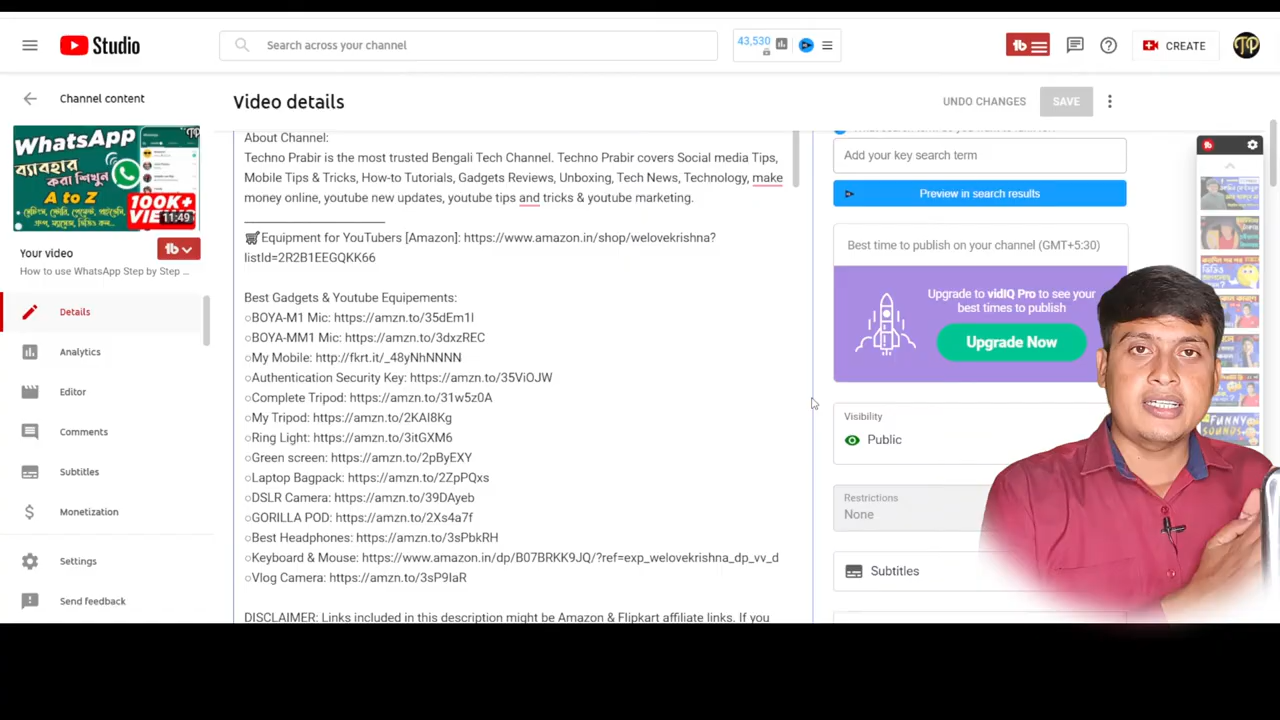 Studio
Search across your channel
43,530
tb
CREATE
TP
Channel content
Video details
UNDO CHANGES
SAVE
WhatsApp
ব্যবহার
করা শিখুন
A to Z
100K+
11:49
Your video
tb
How to use WhatsApp Step by Step ...
Details
Analytics
Editor
Comments
Subtitles
Monetization
Settings
Send feedback
About Channel:
Techno Prabir is the most trusted Bengali Tech Channel. Techno Prabir covers Social media Tips,
Mobile Tips & Tricks, How-to Tutorials, Gadgets Reviews, Unboxing, Tech News, Technology, make
money online, youtube new updates, youtube tips and tricks & youtube marketing.
🛒Equipment for YouTubers [Amazon]: https://www.amazon.in/shop/welovekrishna?
listId=2R2B1EEGQKK66
Best Gadgets & Youtube Equipements:
○BOYA-M1 Mic: https://amzn.to/35dEm1I
○BOYA-MM1 Mic: https://amzn.to/3dxzREC
○My Mobile: http://fkrt.it/_48yNhNNNN
○Authentication Security Key: https://amzn.to/35ViOJW
○Complete Tripod: https://amzn.to/31w5z0A
○My Tripod: https://amzn.to/2KAI8Kg
○Ring Light: https://amzn.to/3itGXM6
○Green screen: https://amzn.to/2pByEXY
○Laptop Bagpack: https://amzn.to/2ZpPQxs
○DSLR Camera: https://amzn.to/39DAyeb
○GORILLA POD: https://amzn.to/2Xs4a7f
○Best Headphones: https://amzn.to/3sPbkRH
○Keyboard & Mouse: https://www.amazon.in/dp/B07BRKK9JQ/?ref=exp_welovekrishna_dp_vv_d
○Vlog Camera: https://amzn.to/3sP9IaR
DISCLAIMER: Links included in this description might be Amazon & Flipkart affiliate links. If you
Add your key search term
Preview in search results
Best time to publish on your channel (GMT+5:30)
Upgrade to vidIQ Pro to see your
best times to publish
Upgrade Now
Visibility
Public
Restrictions
None
Subtitles
FUNNY
SOUNDS